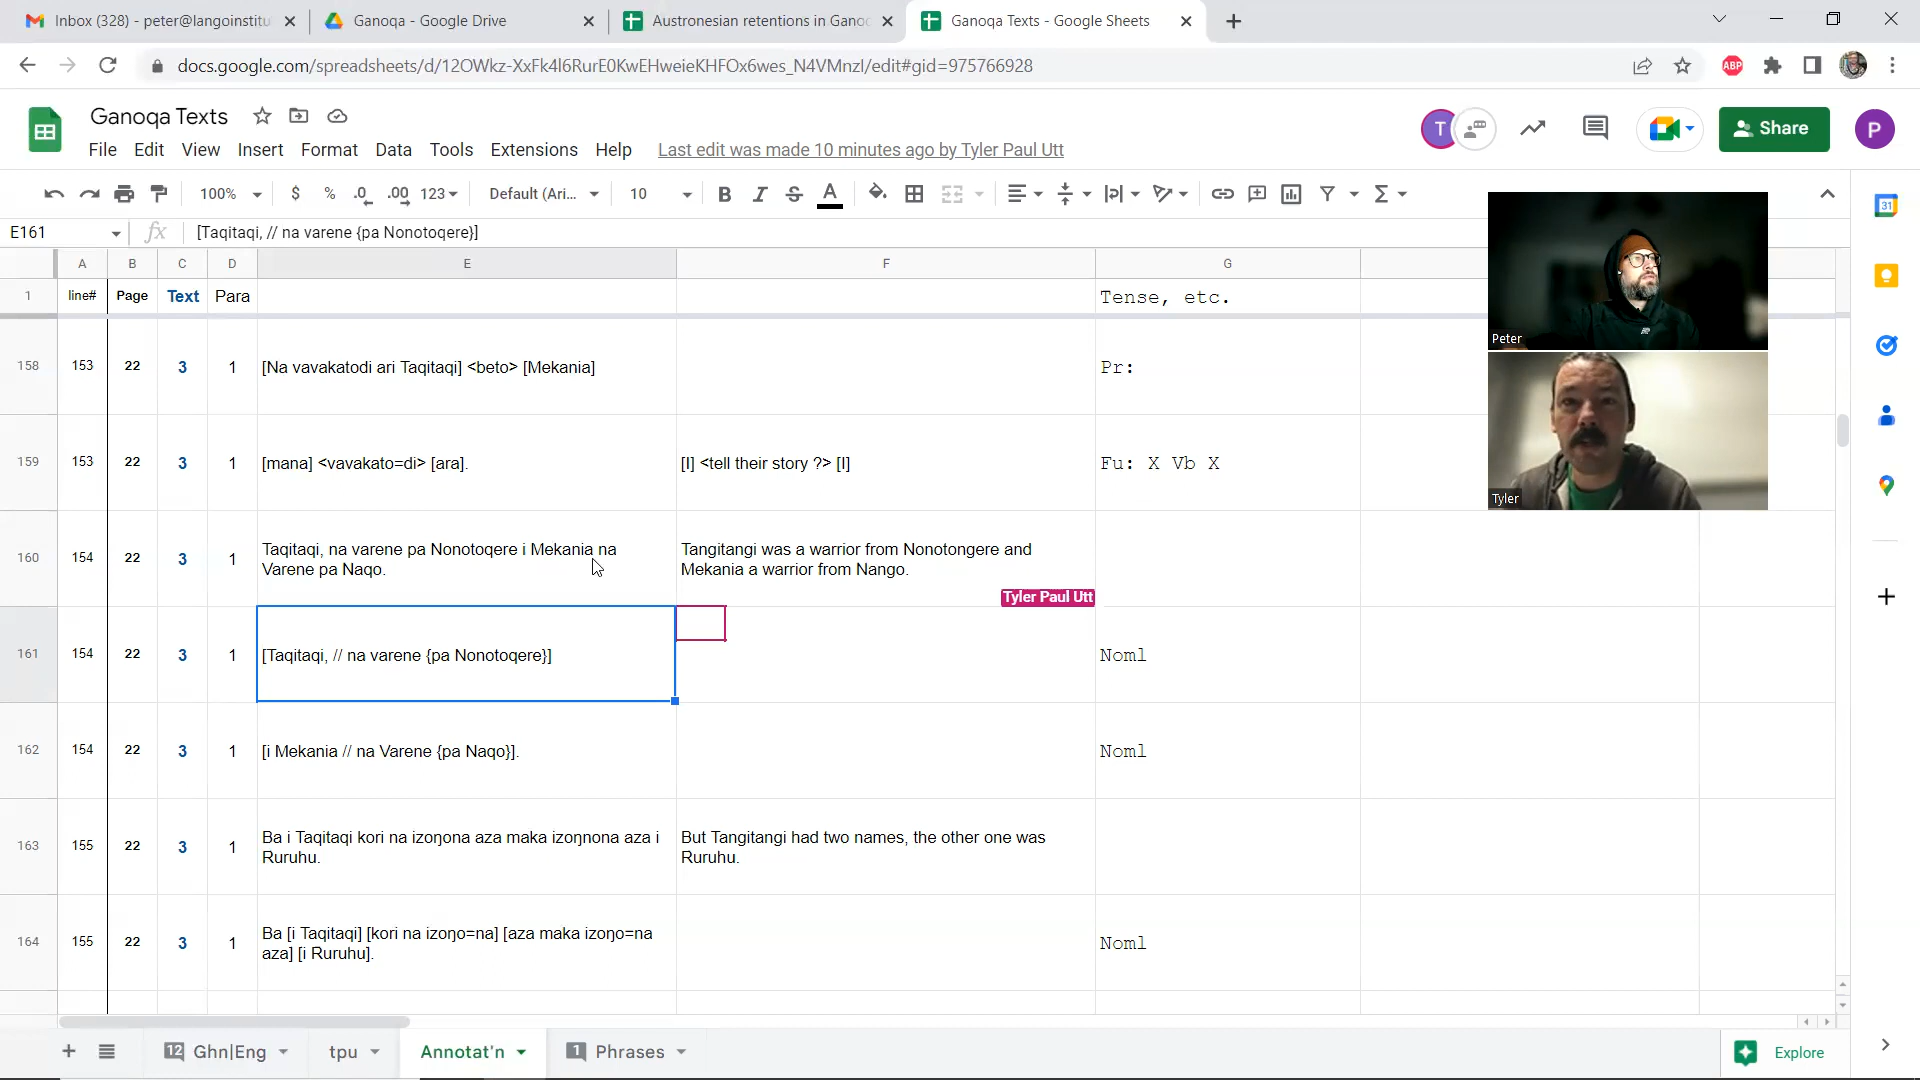 Inbox (328) - peter@langoinstitu
Ganoqa - Google Drive
Austronesian retentions in Ganoq
Ganoqa Texts - Google Sheets
docs.google.com/spreadsheets/d/12OWkz-XxFk4l6RurE0KwEHweieKHFOx6wes_N4VMnzI/edit#gid=975766928
ABP
Ganoqa Texts
File Edit View Insert Format Data Tools Extensions Help Last edit was made 10 minutes ago by Tyler Paul Utt
T
Share
P
100% $ % .0 .00 123 Default (Ari... 10 B I S A
31
E161 fx [Taqitaqi, // na varene {pa Nonotoqere}]
A B C D E F G
1 line# Page Text Para Tense, etc.
158 153 22 3 1 [Na vavakatodi ari Taqitaqi] <beto> [Mekania] Pr:
159 153 22 3 1 [mana] <vavakato=di> [ara]. [I] <tell their story ?> [I] Fu: X Vb X
160 154 22 3 1 Taqitaqi, na varene pa Nonotoqere i Mekania na
Varene pa Naqo.
Tangitangi was a warrior from Nonotongere and
Mekania a warrior from Nango.
Tyler Paul Utt
161 154 22 3 1 [Taqitaqi, // na varene {pa Nonotoqere}] Noml
162 154 22 3 1 [i Mekania // na Varene {pa Naqo}]. Noml
163 155 22 3 1 Ba i Taqitaqi kori na izoŋona aza maka izoŋnona aza i
Ruruhu.
But Tangitangi had two names, the other one was
Ruruhu.
164 155 22 3 1 Ba [i Taqitaqi] [kori na izoŋo=na] [aza maka izoŋo=na
aza] [i Ruruhu].
Noml
Peter
Tyler
12 Ghn|Eng tpu Annotat'n 1 Phrases
Explore